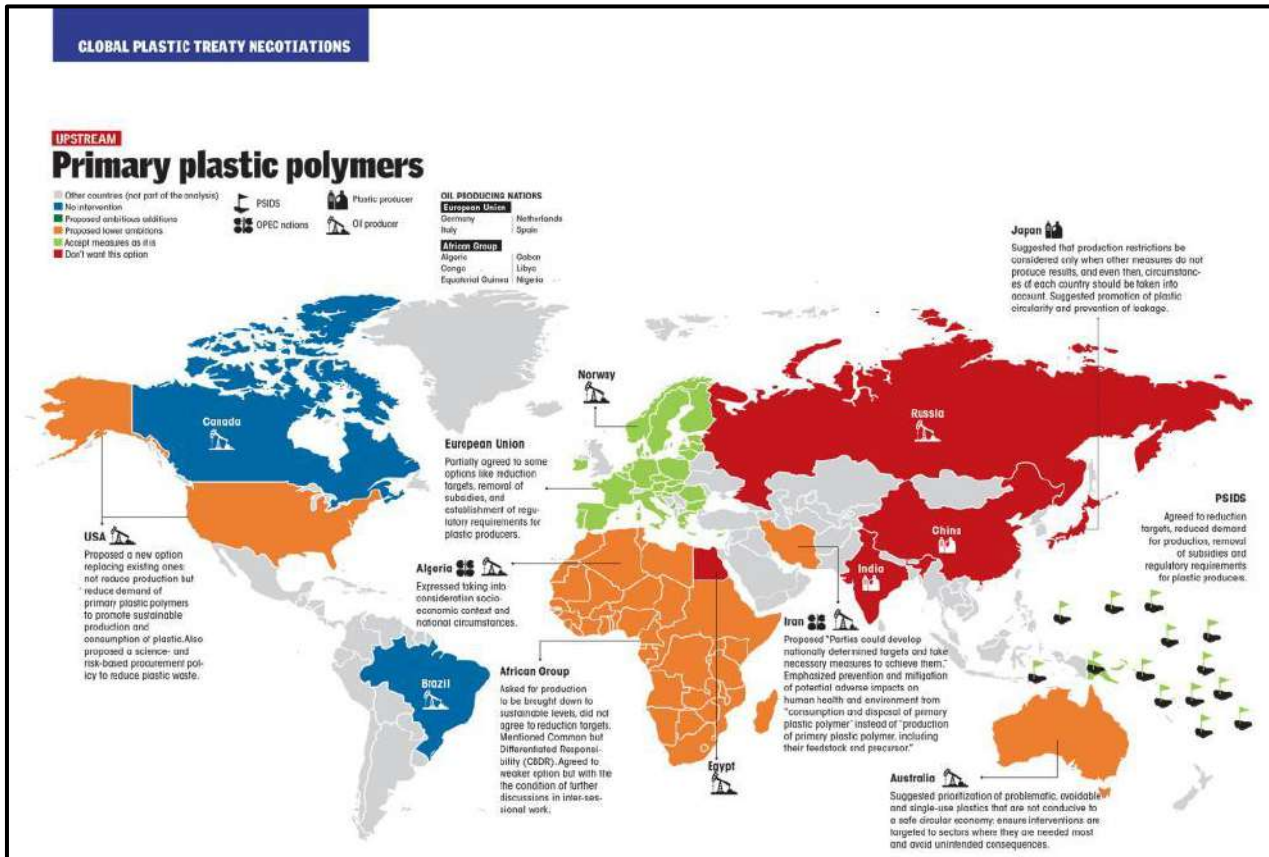 GLOBAL PLASTIC TREATY NEGOTIATIONS
UPSTREAM
Primary plastic polymers
Other countries (not part of the analysis)
No intervention
Proposed ambitious additions
Proposed lower ambitions
Accept measures as it is
Don't want this option
PSIDS
OPEC nations
Plastic producer
Oil producer
OIL PRODUCING NATIONS
European Union
Germany Netherlands
Italy Spain
African Group
Algeria Gabon
Congo Libya
Equatorial Guinea Nigeria
Japan
Suggested that production restrictions be
considered only when other measures do not
produce results, and even then, circumstanc-
es of each country should be taken into
account. Suggested promotion of plastic
circularity and prevention of leakage.
Norway
Canada
Russia
European Union
Partially agreed to some
options like reduction
targets, removal of
subsidies, and
establishment of regu-
latory requirements for
plastic producers.
PSIDS
Agreed to reduction
targets, reduced demand
for production, removal
of subsidies and
regulatory requirements
for plastic producers.
China
India
USA
Proposed a new option
replacing existing ones:
not reduce production but
reduce demand of
primary plastic polymers
to promote sustainable
production and
consumption of plastic. Also
proposed a science- and
risk-based procurement pol-
icy to reduce plastic waste.
Algeria
Expressed taking into
consideration socio-
economic context and
national circumstances.
Iran
Proposed "Parties could develop
nationally determined targets and take
necessary measures to achieve them."
Emphasized prevention and mitigation
of potential adverse impacts on
human health and environment from
"consumption and disposal of primary
plastic polymer" instead of "production
of primary plastic polymer, including
their feedstock and precursor."
Brazil
African Group
Asked for production
to be brought down to
sustainable levels, did not
agree to reduction targets.
Mentioned Common but
Differentiated Responsi-
bility (CBDR). Agreed to
weaker option but with the
the condition of further
discussions in inter-ses-
sional work.
Egypt
Australia
Suggested prioritization of problematic, avoidable
and single-use plastics that are not conducive to
a safe circular economy; ensure interventions are
targeted to sectors where they are needed most
and avoid unintended consequences.